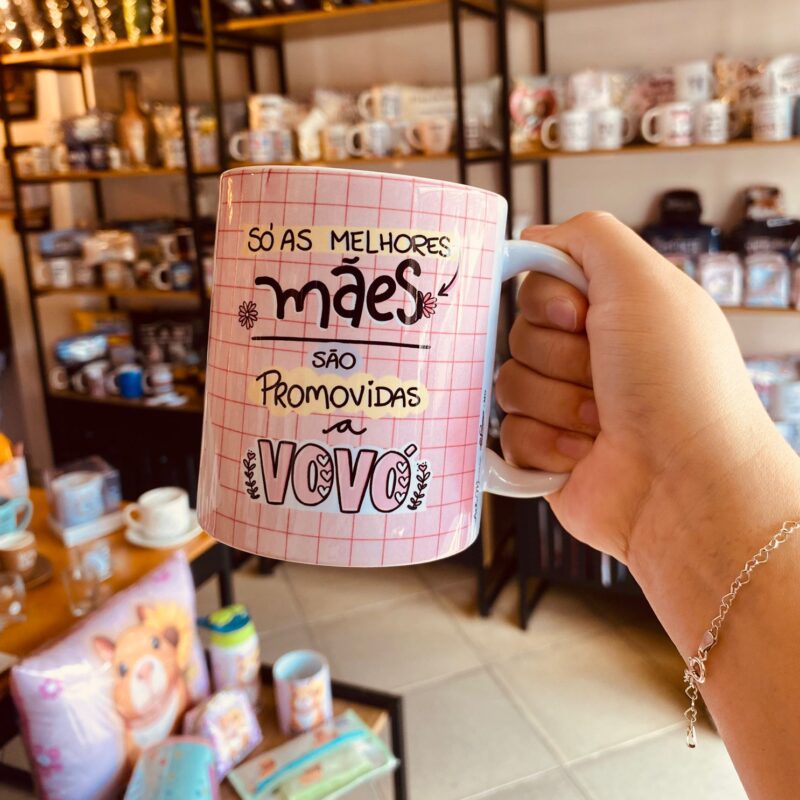 SÓ AS MELHORES
mães
SÃO
PROMOVIDAS
a
VOVÓ